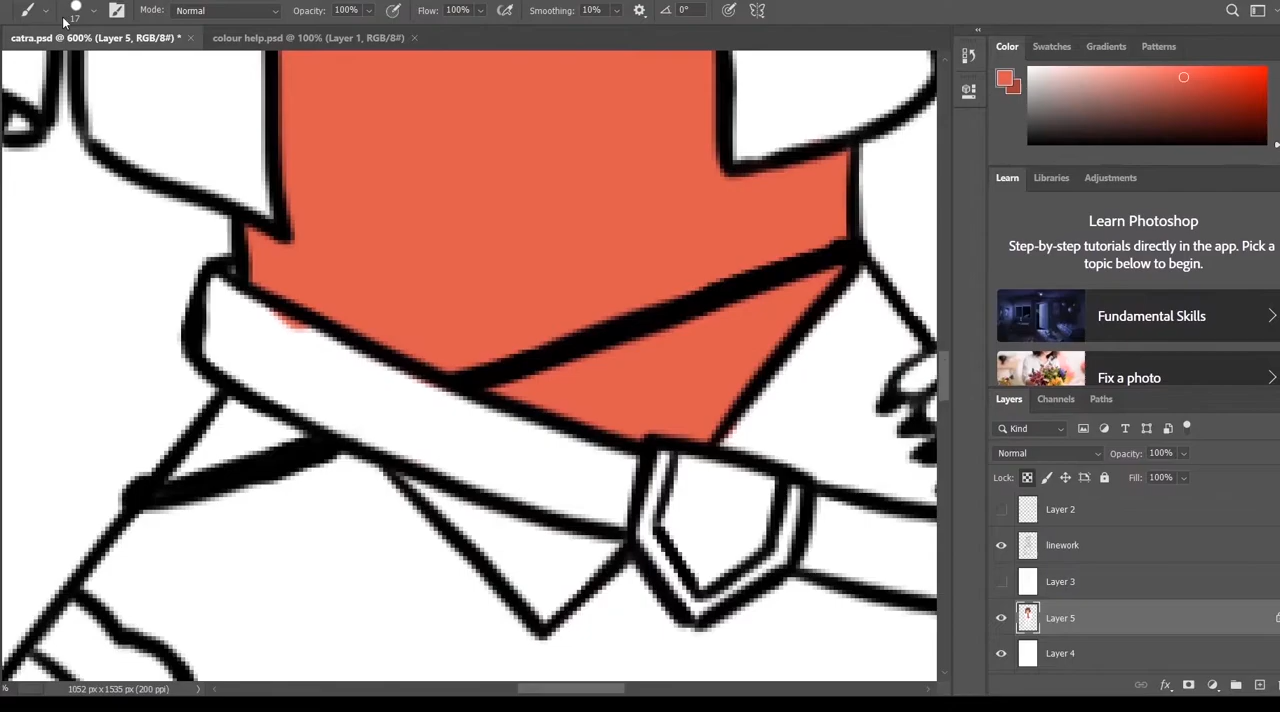 17 Mode: Normal Opacity: 100% Flow: 100% Smoothing: 10% 0°
catra.psd @ 600% (Layer 5, RGB/8#) * × colour help.psd @ 100% (Layer 1, RGB/8#) ×
Color Swatches Gradients Patterns
Learn Libraries Adjustments
Learn Photoshop
Step-by-step tutorials directly in the app. Pick a
topic below to begin.
Fundamental Skills
Fix a photo
Layers Channels Paths
Kind
Normal Opacity: 100%
Lock: Fill: 100%
Layer 2
linework
Layer 3
Layer 5
Layer 4
% 1052 px x 1535 px (200 ppi)